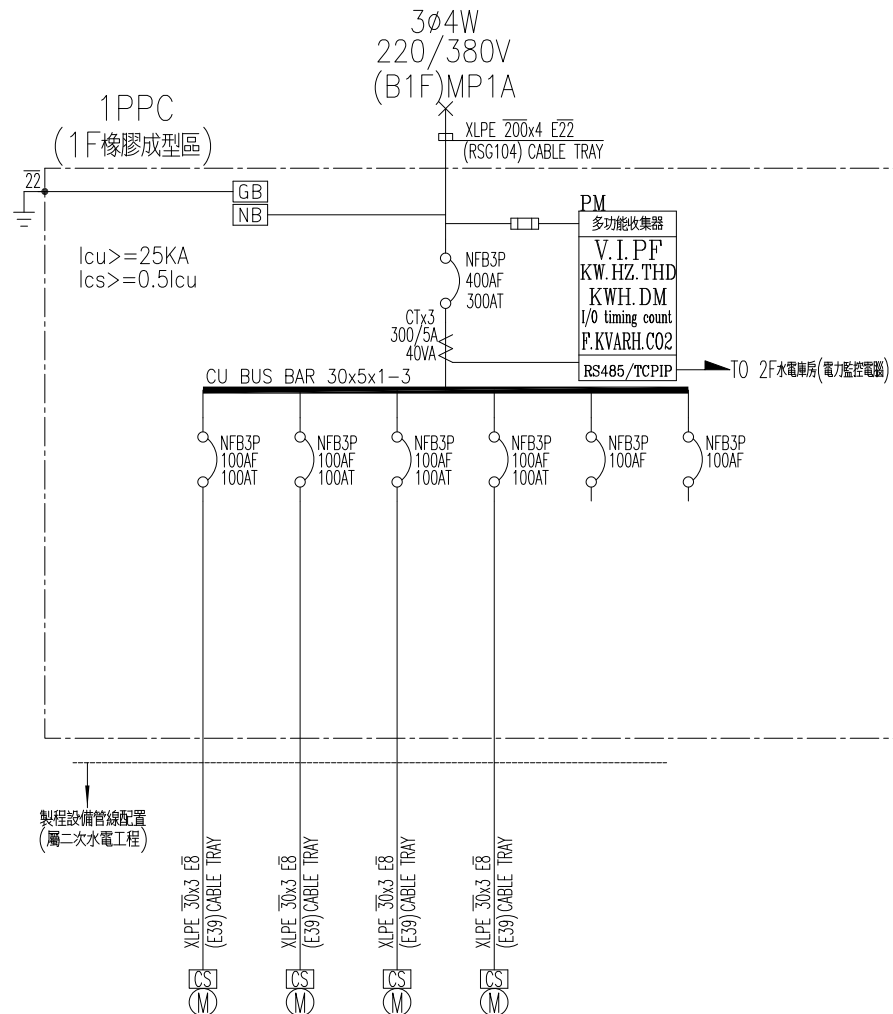 3ø4W
220/380V
(B1F)MP1A
1PPC
(1F橡膠成型區)
XLPE 200x4 E22
(RSG104) CABLE TRAY
22
GB
NB
PM
多功能收集器
V.I.PF
KW.HZ.THD
KWH.DM
I/O timing count
F.KVARH.CO2
RS485/TCPIP
TO 2F水電庫房(電力監控電腦)
Icu>=25KA
Ics>=0.5Icu
NFB3P
400AF
300AT
CTx3
300/5A
40VA
CU BUS BAR 30x5x1-3
NFB3P
100AF
100AT
NFB3P
100AF
100AT
NFB3P
100AF
100AT
NFB3P
100AF
100AT
NFB3P
100AF
NFB3P
100AF
製程設備管線配置
(屬二次水電工程)
XLPE 30x3 E8
(E39)CABLE TRAY
XLPE 30x3 E8
(E39)CABLE TRAY
XLPE 30x3 E8
(E39)CABLE TRAY
XLPE 30x3 E8
(E39)CABLE TRAY
CS
M
CS
M
CS
M
CS
M